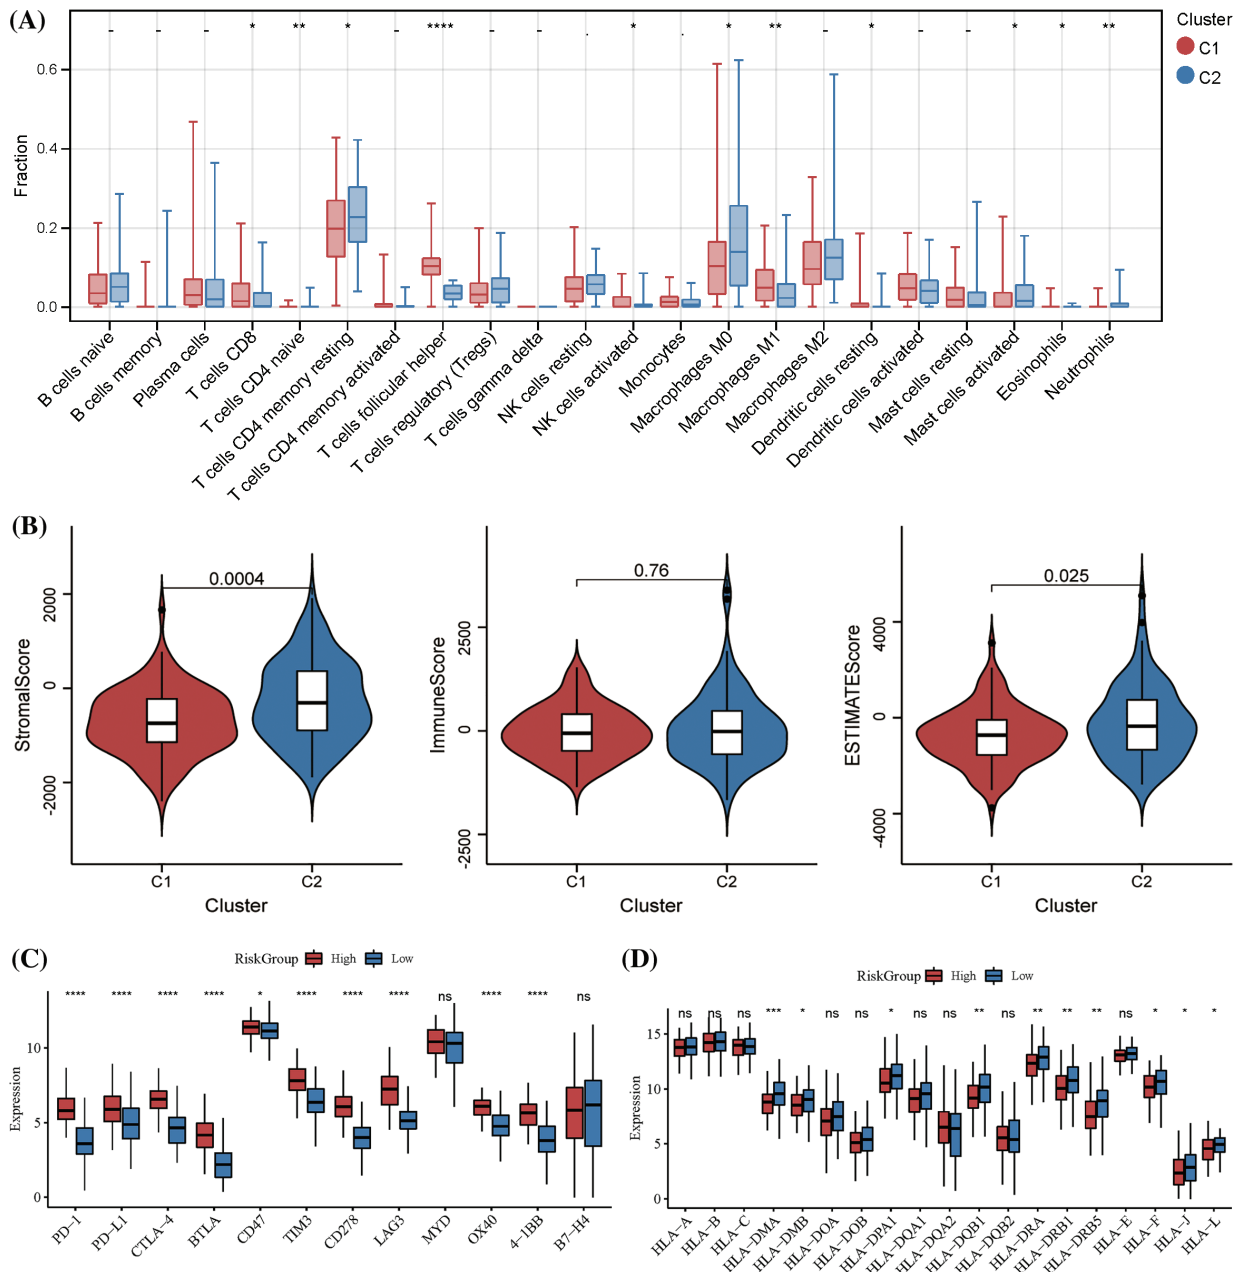 (A)
Cluster
C1
C2
- - - * ** * - **** - - . * . * ** - * - - * * **
Fraction
0.6
0.4
0.2
0.0
B cells naive
B cells memory
Plasma cells
T cells CD8
T cells CD4 naive
T cells CD4 memory resting
T cells CD4 memory activated
T cells follicular helper
T cells regulatory (Tregs)
T cells gamma delta
NK cells resting
NK cells activated
Monocytes
Macrophages M0
Macrophages M1
Macrophages M2
Dendritic cells resting
Dendritic cells activated
Mast cells resting
Mast cells activated
Eosinophils
Neutrophils
(B)
StromalScore
2000
0
-2000
0.0004
C1 C2
Cluster
ImmuneScore
2500
0
-2500
0.76
C1 C2
Cluster
ESTIMATEScore
4000
0
-4000
0.025
C1 C2
Cluster
(C)
RiskGroup High Low
**** **** **** **** * **** **** **** ns **** **** ns
Expression
10
5
0
PD-1
PD-L1
CTLA-4
BTLA
CD47
TIM3
CD278
LAG3
MYD
OX40
4-1BB
B7-H4
(D)
RiskGroup High Low
ns ns ns *** * ns ns * ns ns ** ns ** ** ** ns * * *
Expression
15
10
5
0
HLA-A
HLA-B
HLA-C
HLA-DMA
HLA-DMB
HLA-DOA
HLA-DOB
HLA-DPA1
HLA-DQA1
HLA-DQA2
HLA-DQB1
HLA-DQB2
HLA-DRA
HLA-DRB1
HLA-DRB5
HLA-E
HLA-F
HLA-J
HLA-L